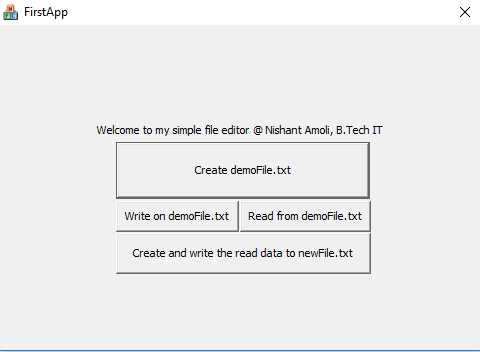 FirstApp
Welcome to my simple file editor @ Nishant Amoli, B.Tech IT
Create demoFile.txt
Write on demoFile.txt Read from demoFile.txt
Create and write the read data to newFile.txt